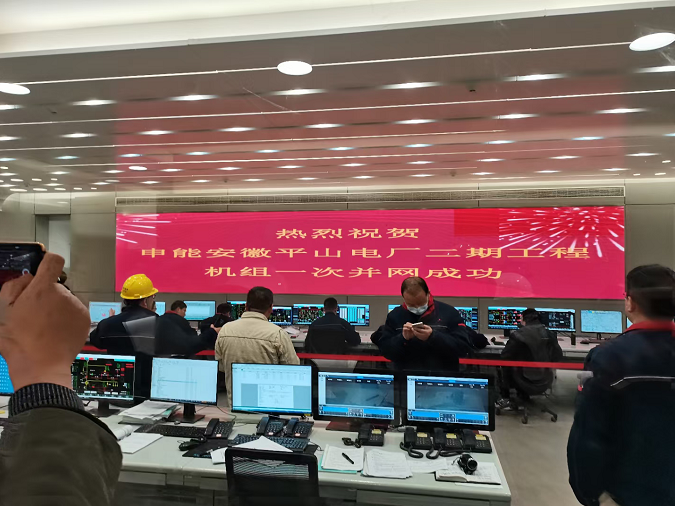 热烈祝贺
申能安徽平山电厂二期工程
机组一次并网成功